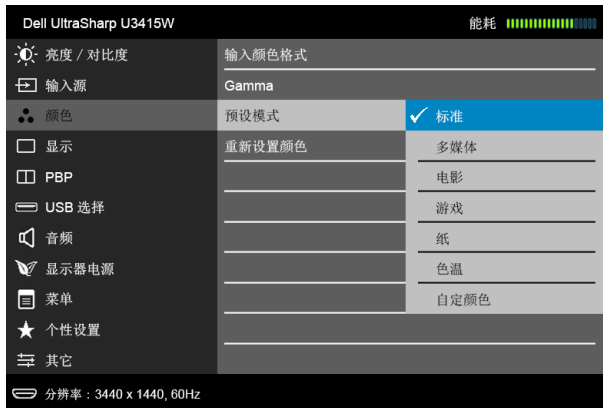 Dell UltraSharp U3415W
能耗
亮度 / 对比度
输入颜色格式
输入源
Gamma
颜色
预设模式
标准
显示
重新设置颜色
多媒体
PBP
电影
USB 选择
游戏
音频
纸
显示器电源
色温
菜单
自定颜色
个性设置
其它
分辨率：3440 x 1440, 60Hz